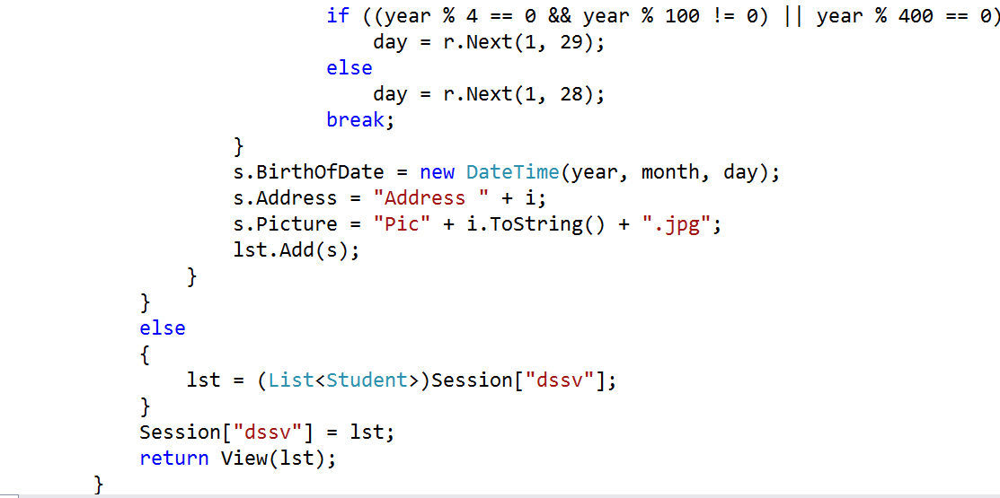 if ((year % 4 == 0 && year % 100 != 0) || year % 400 == 0)
day = r.Next(1, 29);
else
day = r.Next(1, 28);
break;
}
s.BirthOfDate = new DateTime(year, month, day);
s.Address = "Address " + i;
s.Picture = "Pic" + i.ToString() + ".jpg";
lst.Add(s);
}
}
else
{
lst = (List<Student>)Session["dssv"];
}
Session["dssv"] = lst;
return View(lst);
}